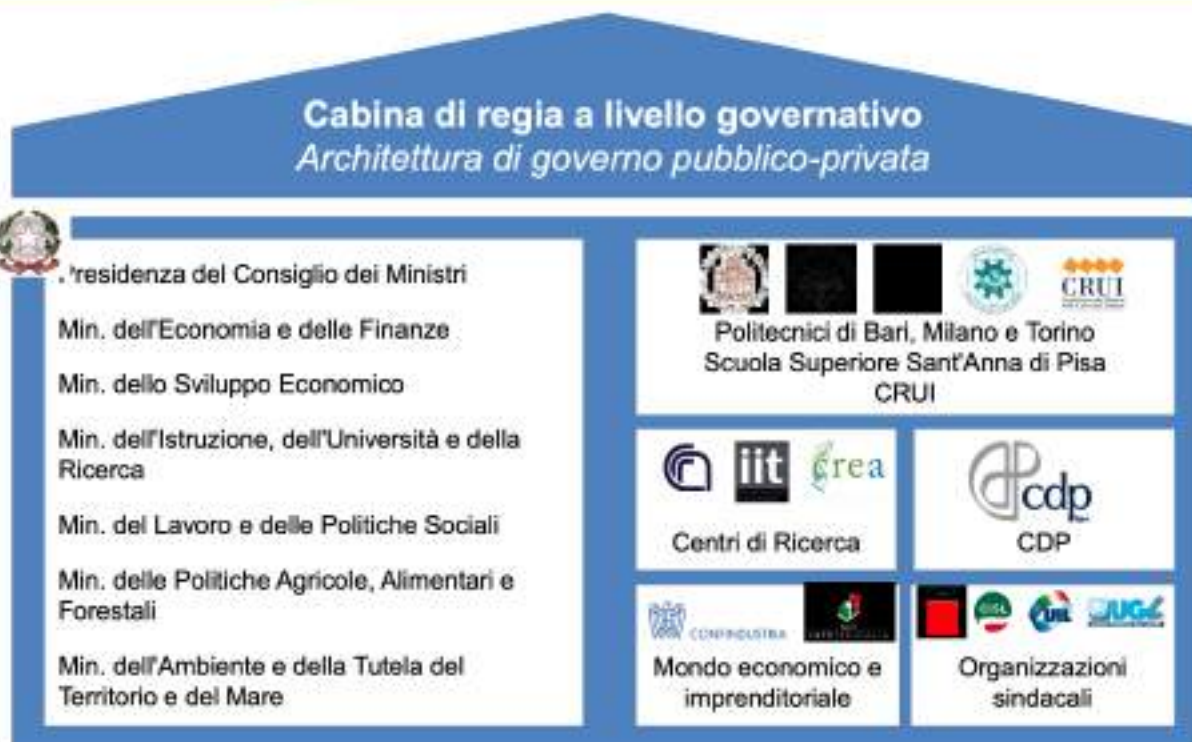 Cabina di regia a livello governativo
Architettura di governo pubblico-privata
Presidenza del Consiglio dei Ministri
Min. dell'Economia e delle Finanze
Min. dello Sviluppo Economico
Min. dell'Istruzione, dell'Università e della
Ricerca
Min. del Lavoro e delle Politiche Sociali
Min. delle Politiche Agricole, Alimentari e
Forestali
Min. dell'Ambiente e della Tutela del
Territorio e del Mare
CRUI
Politecnici di Bari, Milano e Torino
Scuola Superiore Sant'Anna di Pisa
CRUI
iit
crea
Centri di Ricerca
cdp
CDP
CONFINDUSTRIA
Mondo economico e
imprenditoriale
CISL
UIL
UGL
Organizzazioni
sindacali